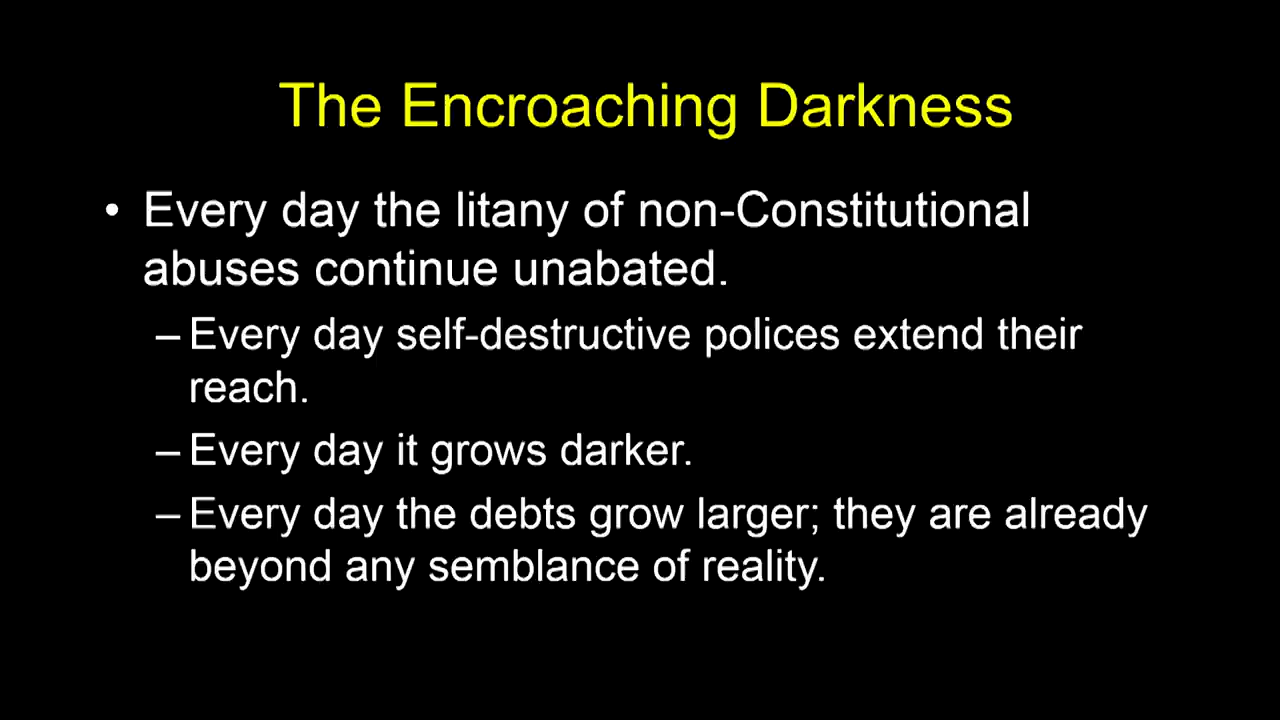 The Encroaching Darkness
• Every day the litany of non-Constitutional
abuses continue unabated.
– Every day self-destructive polices extend their
reach.
– Every day it grows darker.
– Every day the debts grow larger; they are already
beyond any semblance of reality.